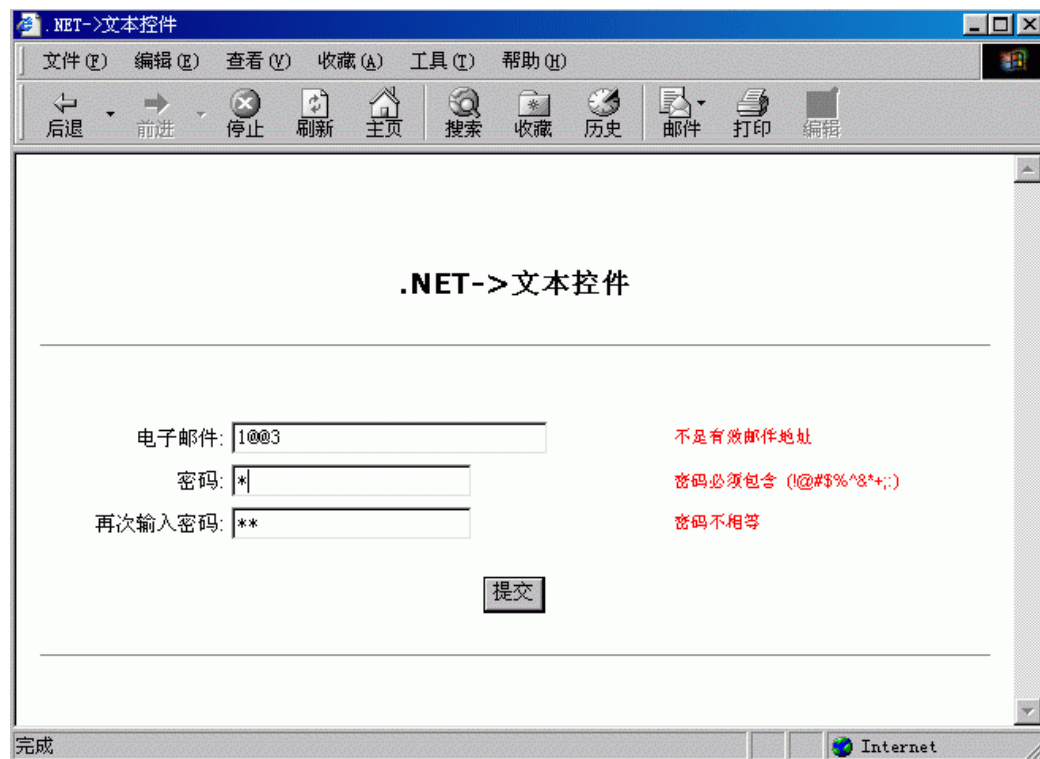 .NET->文本控件
文件(F) 编辑(E) 查看(V) 收藏(A) 工具(T) 帮助(H)
后退 前进 停止 刷新 主页 搜索 收藏 历史 邮件 打印 编辑
.NET->文本控件
电子邮件: 1@@3 不是有效邮件地址
密码: * 密码必须包含 (!@#$%^&*+;:)
再次输入密码: ** 密码不相等
提交
完成 Internet